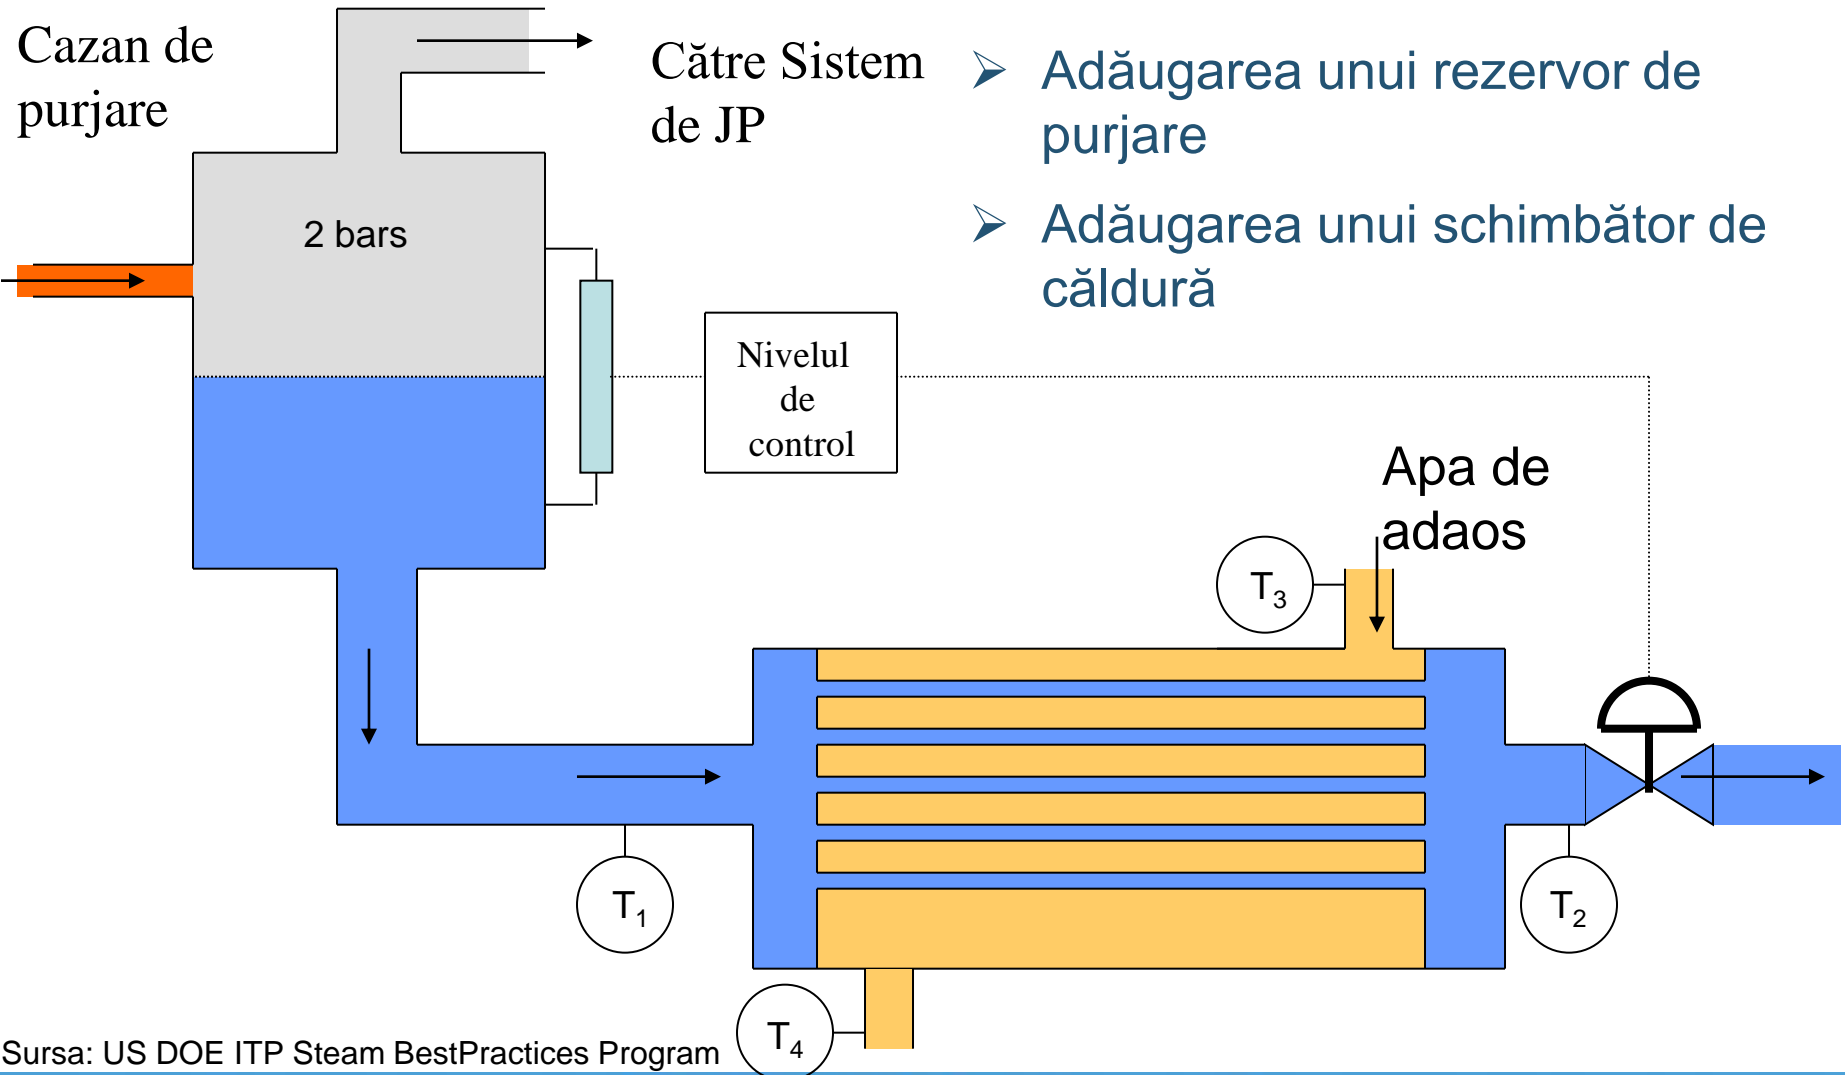 Cazan de
purjare
Către Sistem
de JP
➢ Adăugarea unui rezervor de
purjare
➢ Adăugarea unui schimbător de
căldură
2 bars
Nivelul
de
control
Apa de
adaos
T3
T1
T2
T4
Sursa: US DOE ITP Steam BestPractices Program